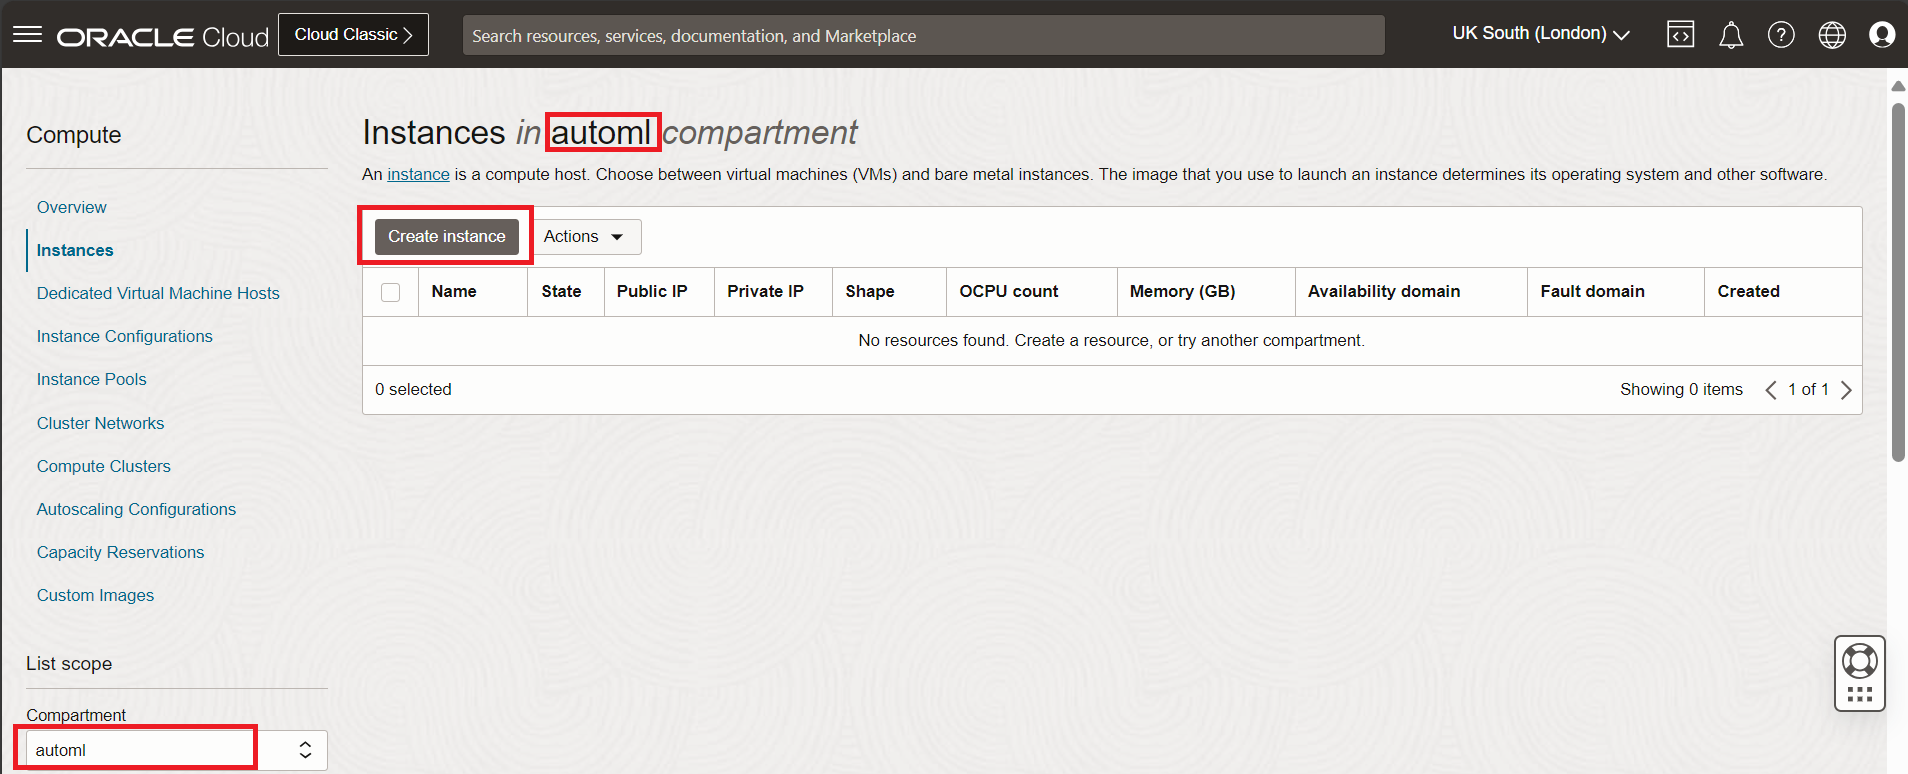 ORACLE Cloud
Cloud Classic
Search resources, services, documentation, and Marketplace
UK South (London)
Compute
Overview
Instances
Dedicated Virtual Machine Hosts
Instance Configurations
Instance Pools
Cluster Networks
Compute Clusters
Autoscaling Configurations
Capacity Reservations
Custom Images
List scope
Compartment
automl
Instances in automl compartment
An instance is a compute host. Choose between virtual machines (VMs) and bare metal instances. The image that you use to launch an instance determines its operating system and other software.
Create instance Actions
Name State Public IP Private IP Shape OCPU count Memory (GB) Availability domain Fault domain Created
No resources found. Create a resource, or try another compartment.
0 selected Showing 0 items 1 of 1